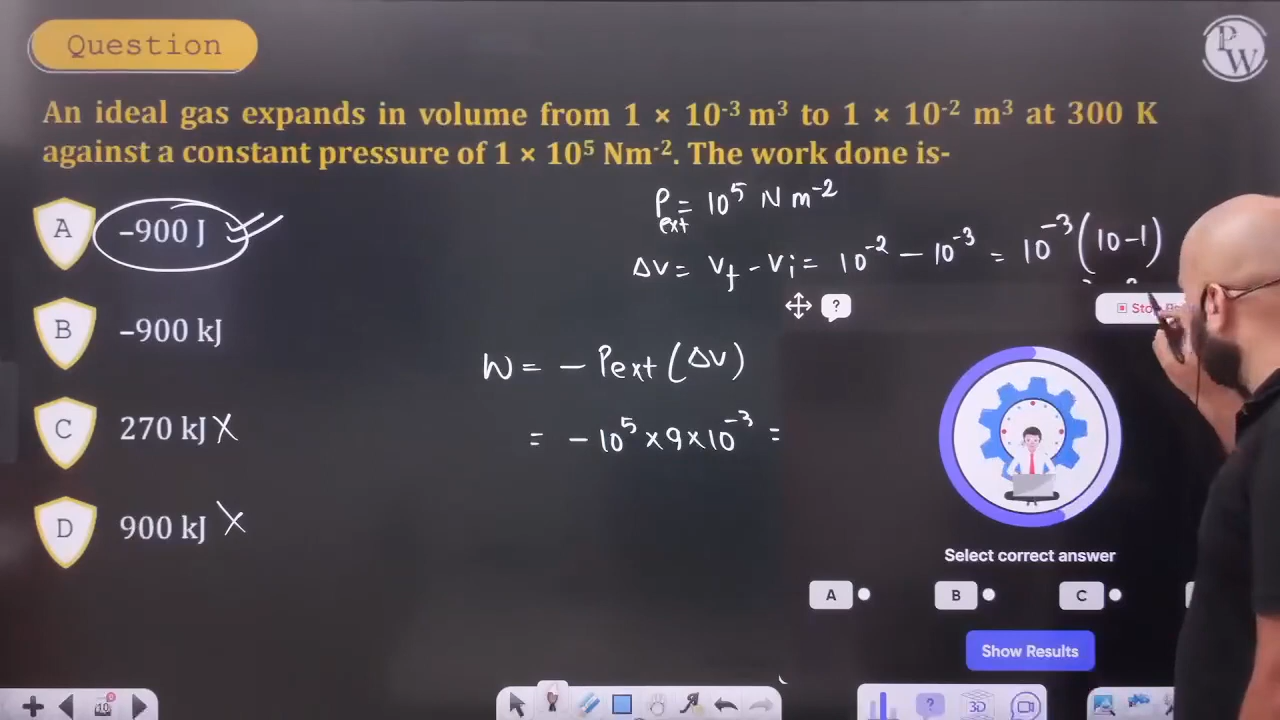 Question
PW
An ideal gas expands in volume from 1 × 10⁻³ m³ to 1 × 10⁻² m³ at 300 K
against a constant pressure of 1 × 10⁵ Nm⁻². The work done is-
A –900 J
B –900 kJ
C 270 kJ
D 900 kJ
Pext = 10⁵ N m⁻²
ΔV = Vf - Vi = 10⁻² - 10⁻³ = 10⁻³ (10-1)
?
W = - Pext (ΔV)
= - 10⁵ × 9 × 10⁻³ =
Select correct answer
A B C
Show Results
10 ? 3D